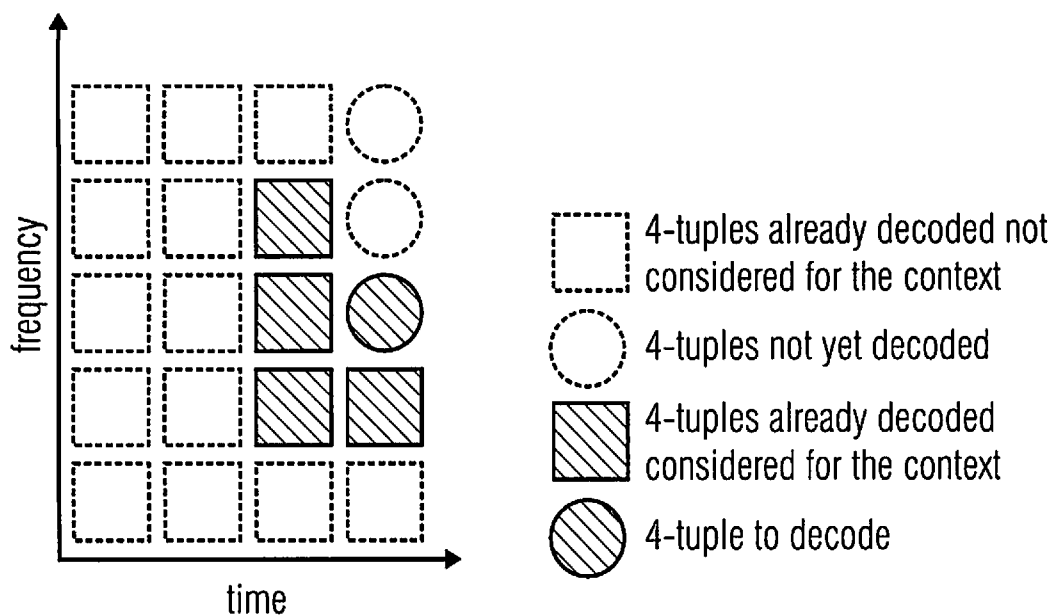 frequency
time
4-tuples already decoded not
considered for the context
4-tuples not yet decoded
4-tuples already decoded
considered for the context
4-tuple to decode